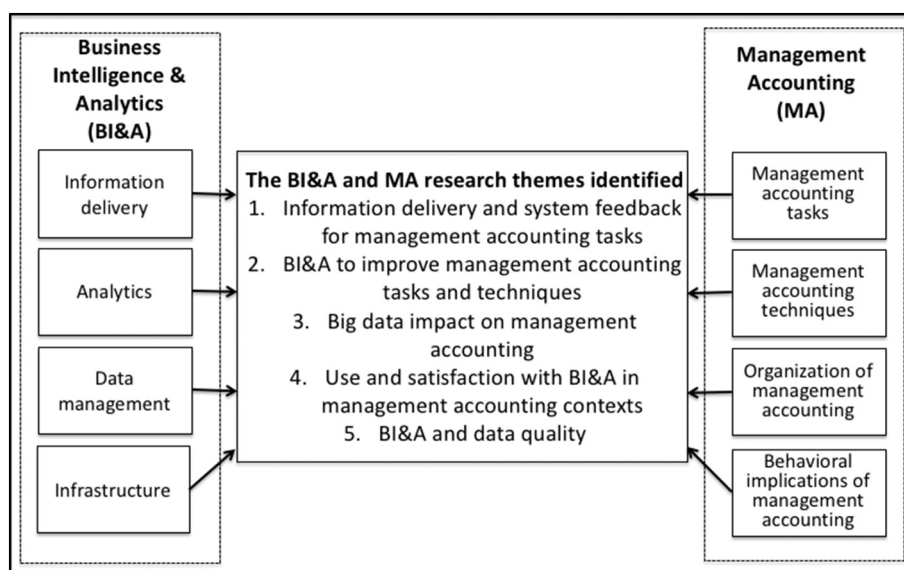 Business
Intelligence &
Analytics
(BI&A)
Information
delivery
Analytics
Data
management
Infrastructure
The BI&A and MA research themes identified
1. Information delivery and system feedback
for management accounting tasks
2. BI&A to improve management accounting
tasks and techniques
3. Big data impact on management
accounting
4. Use and satisfaction with BI&A in
management accounting contexts
5. BI&A and data quality
Management
Accounting
(MA)
Management
accounting
tasks
Management
accounting
techniques
Organization of
management
accounting
Behavioral
implications of
management
accounting